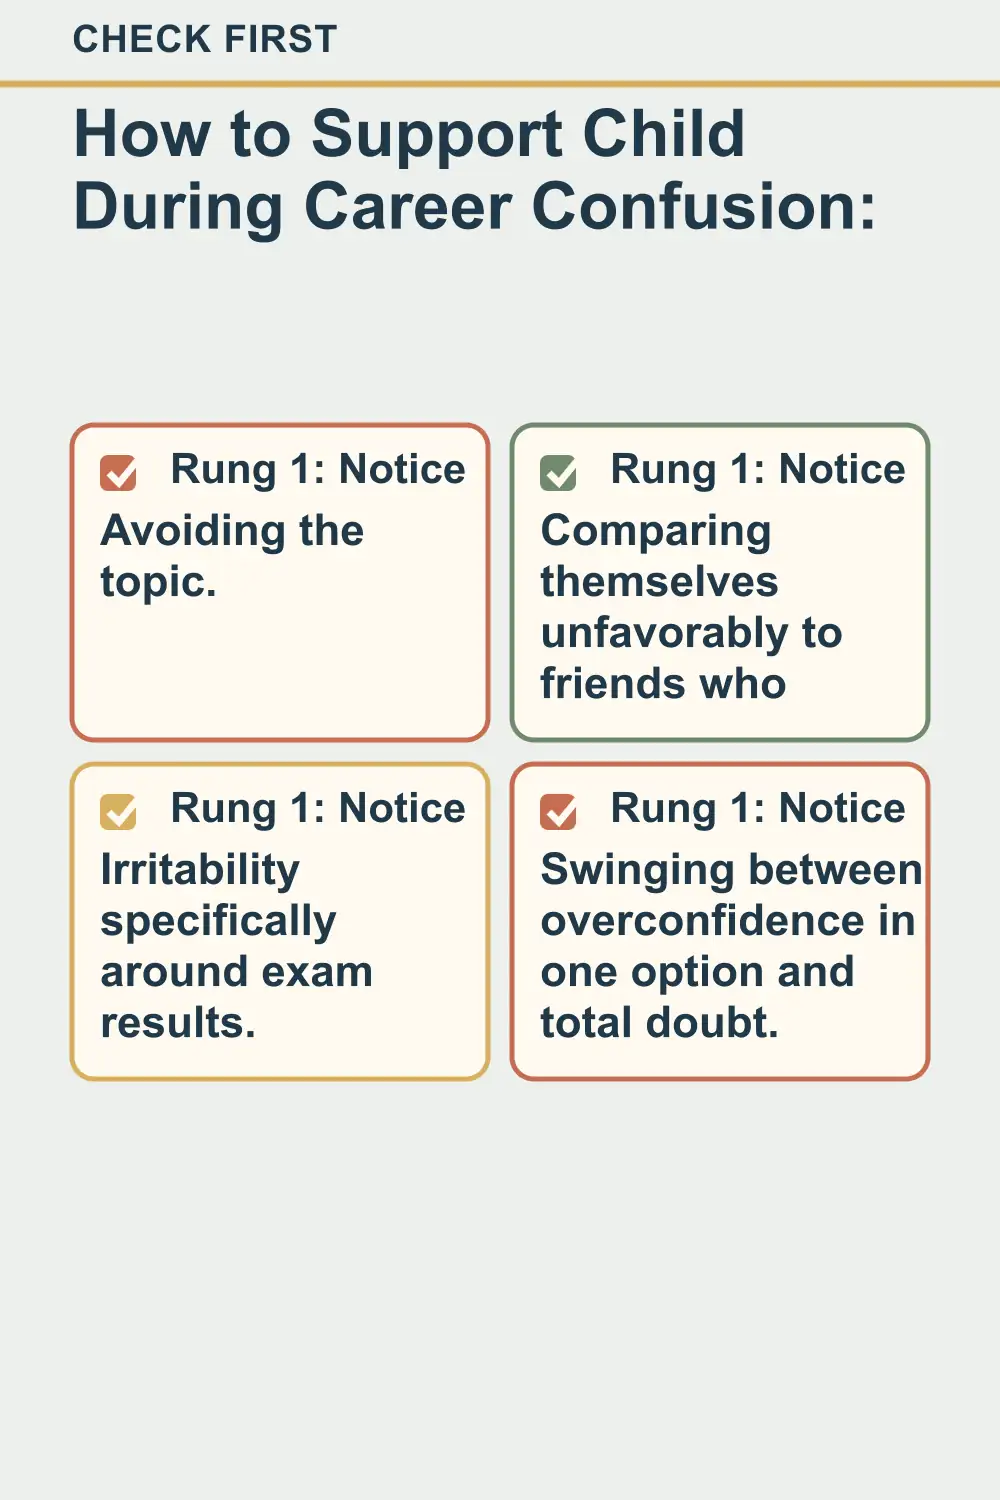 CHECK FIRST
How to Support Child
During Career Confusion:
Rung 1: Notice
Avoiding the
topic.
Rung 1: Notice
Comparing
themselves
unfavorably to
friends who
Rung 1: Notice
Irritability
specifically
around exam
results.
Rung 1: Notice
Swinging between
overconfidence in
one option and
total doubt.